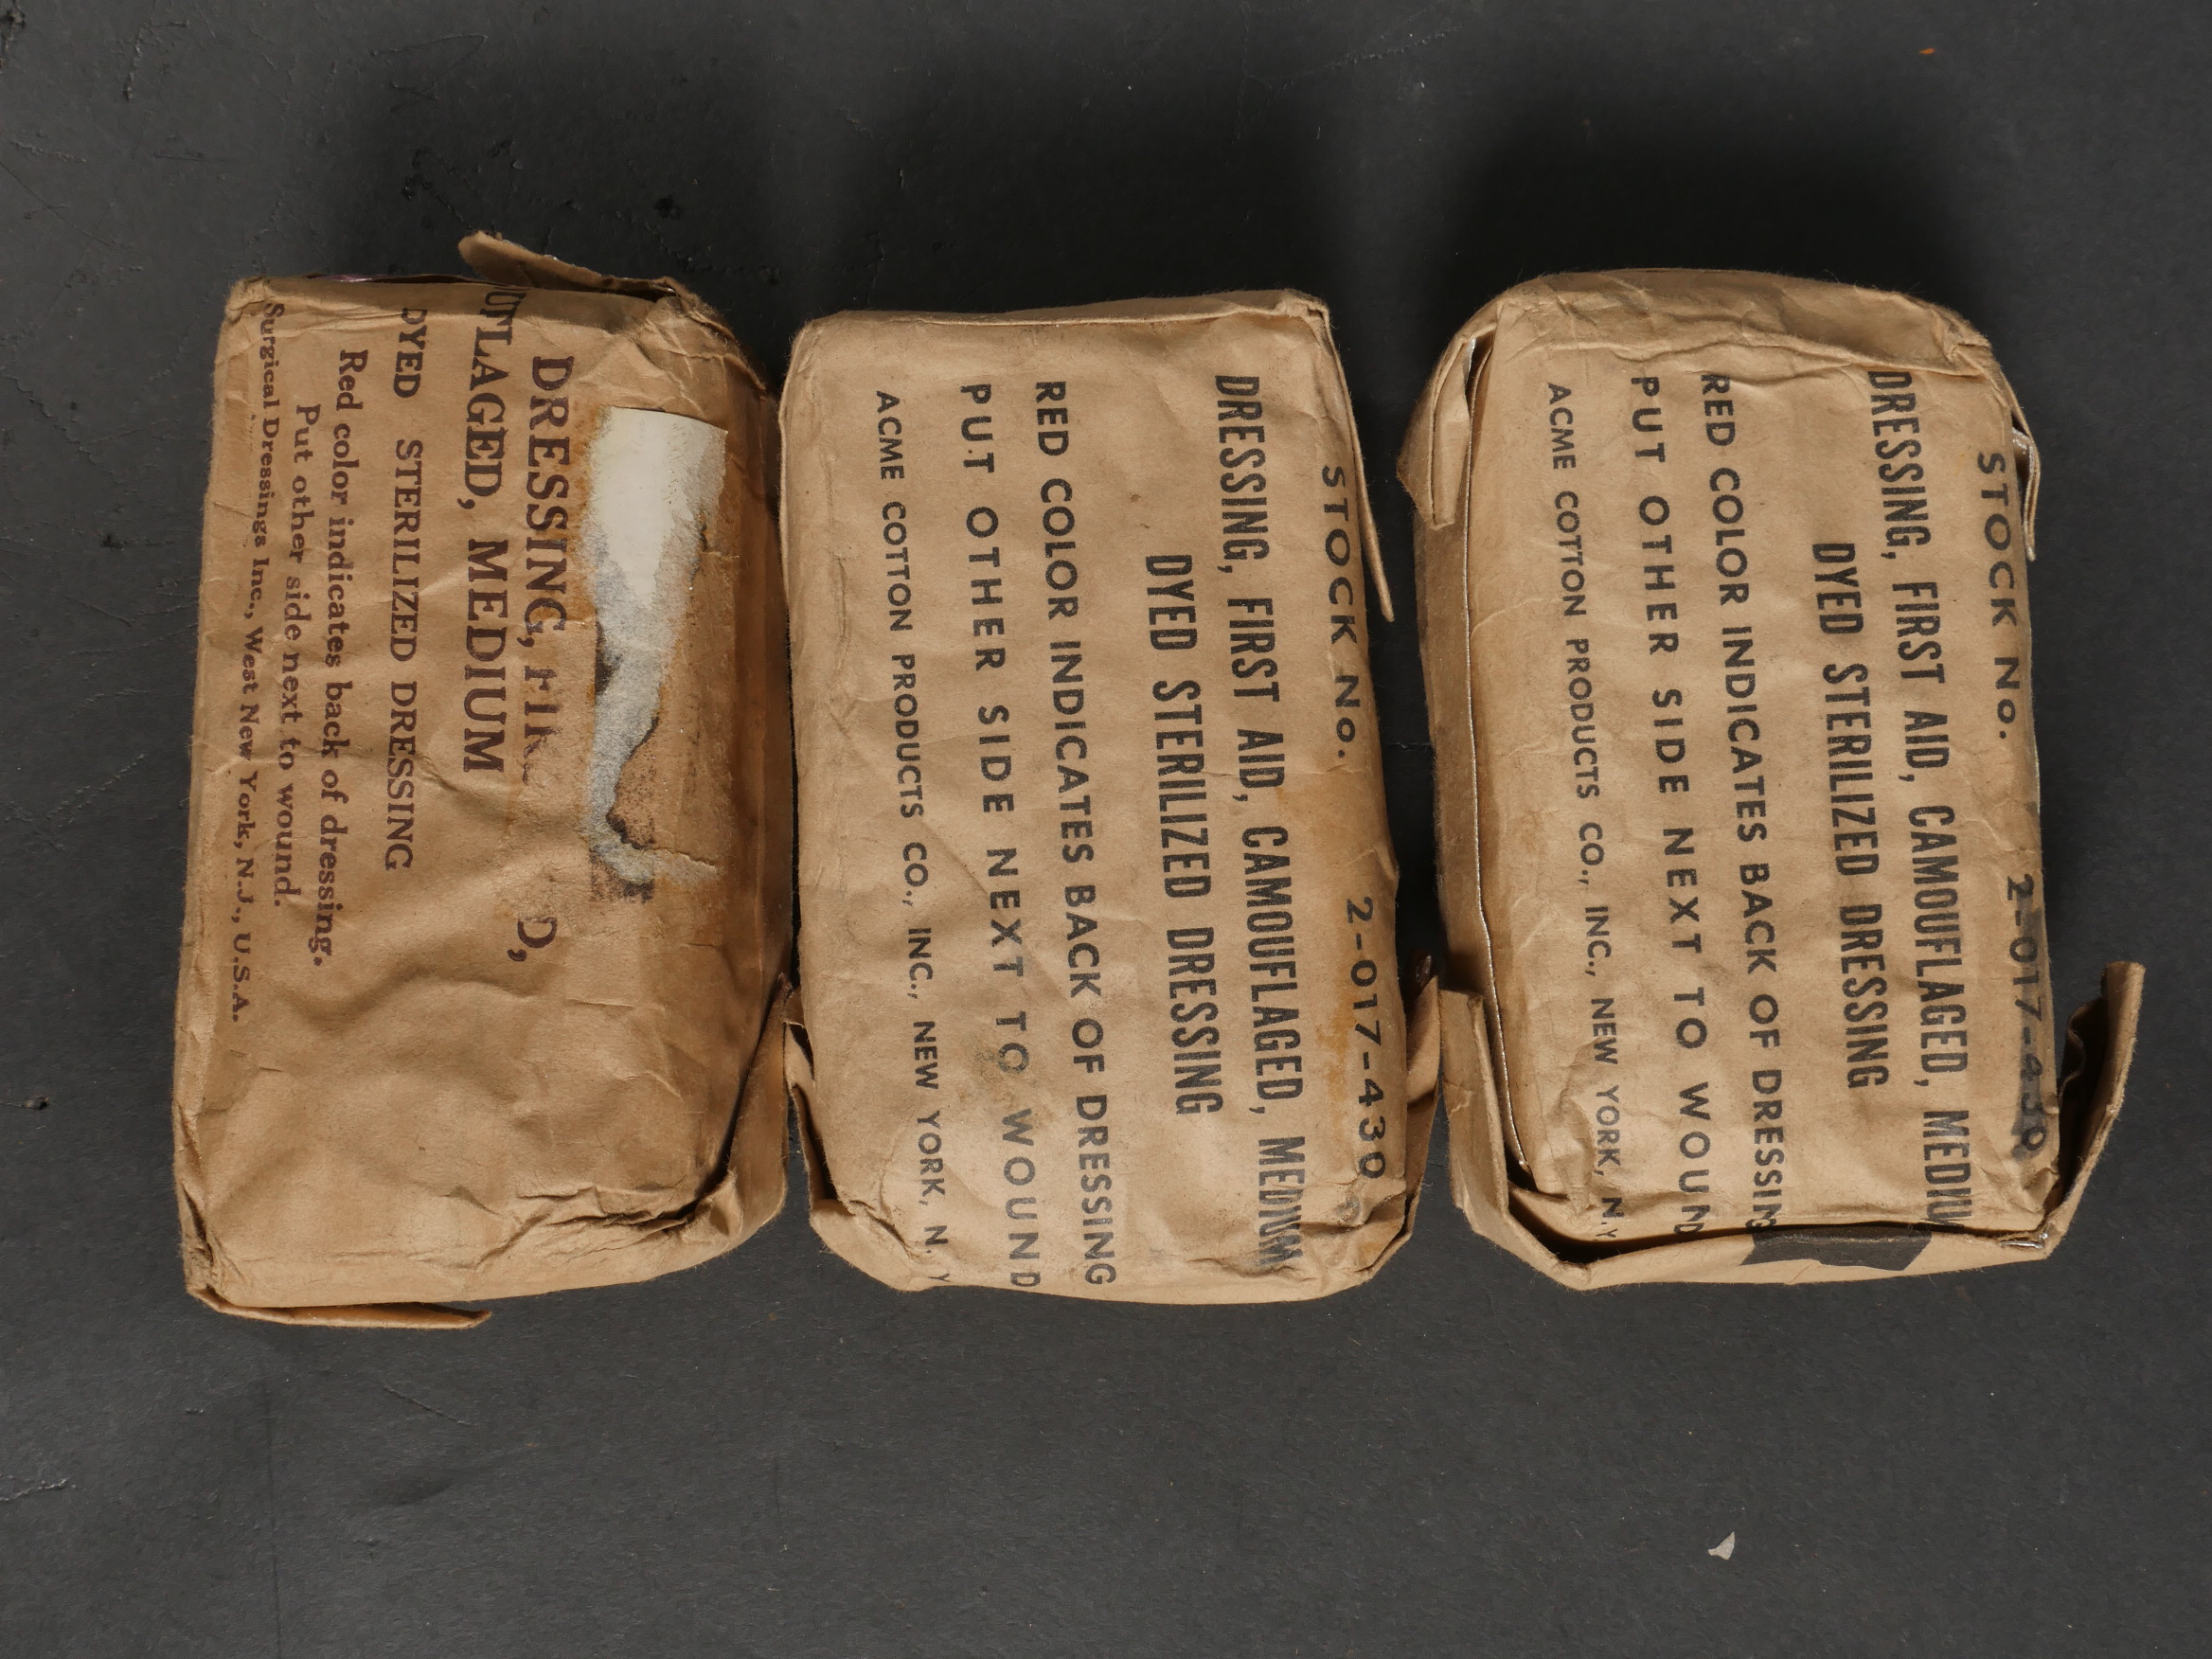 DRESSING,
D,
UFLAGED, MEDIUM
DYED STERILIZED DRESSING
Red color indicates back of dressing.
Put other side next to wound.
Surgical Dressings Inc., West New York, N.J., U.S.A.
STOCK No. 2-017-430
DRESSING, FIRST AID, CAMOUFLAGED, MEDIUM
DYED STERILIZED DRESSING
RED COLOR INDICATES BACK OF DRESSING
PUT OTHER SIDE NEXT TO WOUND
ACME COTTON PRODUCTS CO., INC., NEW YORK, N. Y
STOCK No. 2-017-430
DRESSING, FIRST AID, CAMOUFLAGED, MEDIU
DYED STERILIZED DRESSING
RED COLOR INDICATES BACK OF DRESSIN
PUT OTHER SIDE NEXT TO WOUN
ACME COTTON PRODUCTS CO., INC., NEW YORK, N.Y